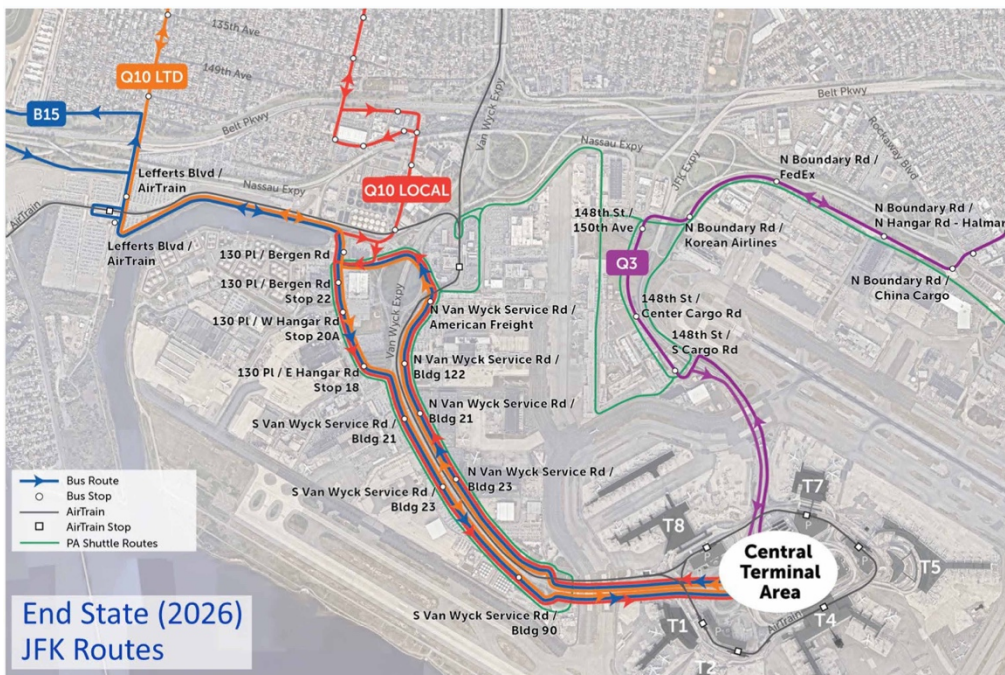 135th Ave
149th Ave
Q10 LTD
B15
Belt Pkwy
Belt Pkwy
Van Wyck Expy
Nassau Expy
JFK Expy
Rockaway Blvd
Lefferts Blvd /
AirTrain
Nassau Expy
Q10 LOCAL
N Boundary Rd /
FedEx
AirTrain
Lefferts Blvd /
AirTrain
148th St /
150th Ave
N Boundary Rd /
Korean Airlines
N Boundary Rd /
N Hangar Rd - Halmar
Q3
N Boundary Rd /
China Cargo
130 Pl / Bergen Rd
130 Pl / Bergen Rd
Stop 22
130 Pl / W Hangar Rd
Stop 20A
130 Pl / E Hangar Rd
Stop 18
Van Wyck Expy
N Van Wyck Service Rd /
American Freight
148th St /
Center Cargo Rd
148th St /
S Cargo Rd
N Van Wyck Service Rd /
Bldg 122
N Van Wyck Service Rd /
Bldg 21
S Van Wyck Service Rd /
Bldg 21
N Van Wyck Service Rd /
Bldg 23
S Van Wyck Service Rd /
Bldg 23
S Van Wyck Service Rd /
Bldg 90
Bus Route
Bus Stop
AirTrain
AirTrain Stop
PA Shuttle Routes
T7
T8
P
P
T5
Central
Terminal
Area
T1
T4
AirTrain
P
T2
End State (2026)
JFK Routes